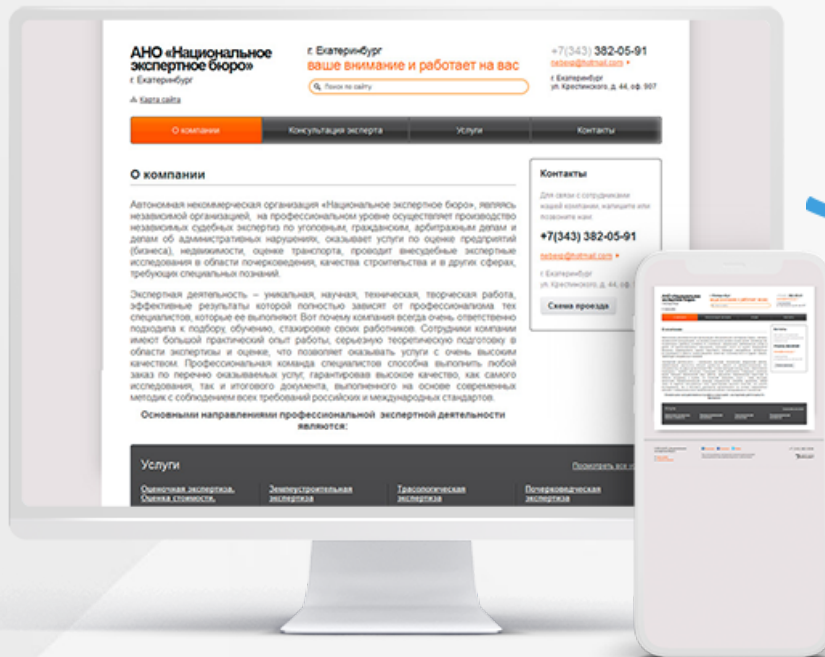 АНО «Национальное
экспертное бюро»
г. Екатеринбург
Карта сайта
г. Екатеринбург
ваше внимание и работает на вас
Поиск по сайту
+7(343) 382-05-91
nebexp@hotmail.com
г. Екатеринбург
ул. Крестинского, д. 44, оф. 907
О компании
Консультация эксперта
Услуги
Контакты
О компании
Автономная некоммерческая организация «Национальное экспертное бюро», являясь
независимой организацией, на профессиональном уровне осуществляет производство
независимых судебных экспертиз по уголовным, гражданским, арбитражным делам и
делам об административных нарушениях, оказывает услуги по оценке предприятий
(бизнеса), недвижимости, оценке транспорта, проводит внесудебные экспертные
исследования в области почерковедения, качества строительства и в других сферах,
требующих специальных познаний.
Экспертная деятельность – уникальная, научная, техническая, творческая работа,
эффективные результаты которой полностью зависят от профессионализма тех
специалистов, которые ее выполняют. Вот почему компания всегда очень ответственно
подходила к подбору, обучению, стажировке своих работников. Сотрудники компании
имеют большой практический опыт работы, серьезную теоретическую подготовку в
области экспертизы и оценке, что позволяет оказывать услуги с очень высоким
качеством. Профессиональная команда специалистов способна выполнить любой
заказ по перечню оказываемых услуг, гарантировав высокое качество, как самого
исследования, так и итогового документа, выполненного на основе современных
методик с соблюдением всех требований российских и международных стандартов.
Основными направлениями профессиональной экспертной деятельности
являются:
Контакты
Для связи с сотрудниками
нашей компании, напишите или
позвоните нам:
+7(343) 382-05-91
nebexp@hotmail.com
г. Екатеринбург
ул. Крестинского, д. 44, оф.
Схема проезда
Услуги
Посмотреть все
Оценочная экспертиза.
Оценка стоимости.
Землеустроительная
экспертиза
Трасологическая
экспертиза
Почерковедческая
экспертиза